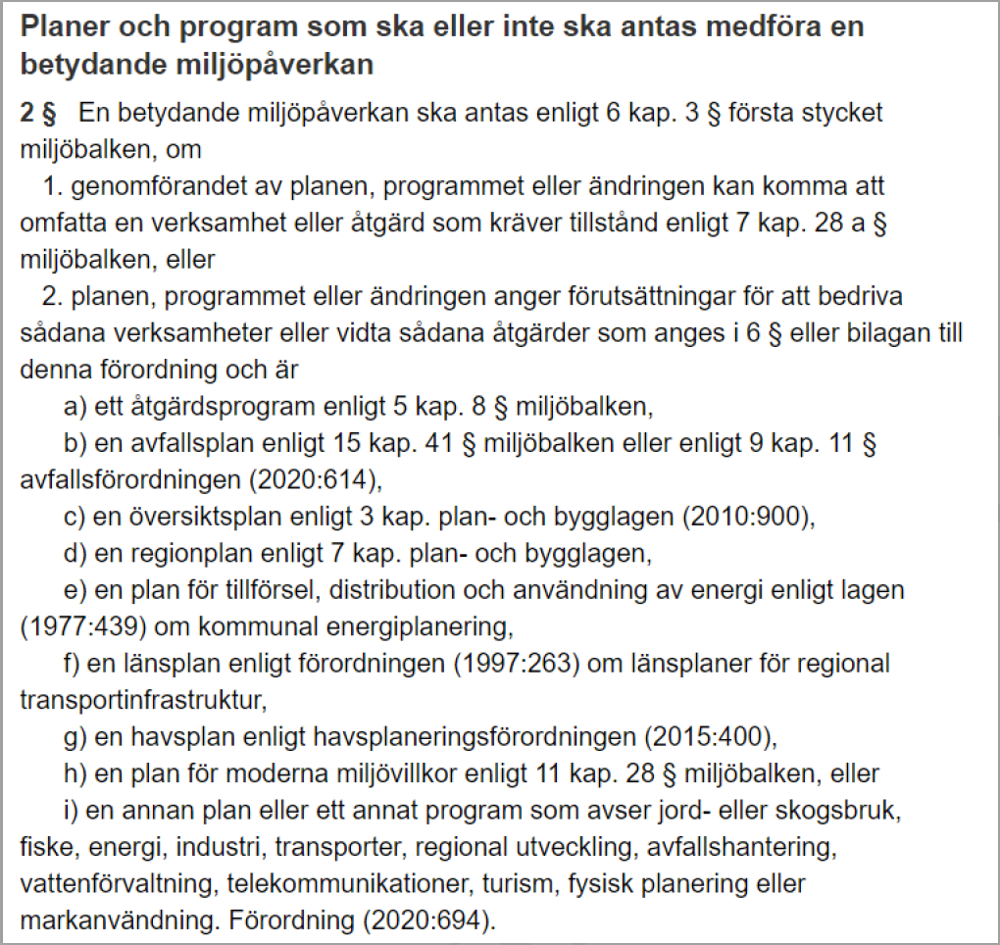 Planer och program som ska eller inte ska antas medföra en
betydande miljöpåverkan
2 § En betydande miljöpåverkan ska antas enligt 6 kap. 3 § första stycket
miljöbalken, om
1. genomförandet av planen, programmet eller ändringen kan komma att
omfatta en verksamhet eller åtgärd som kräver tillstånd enligt 7 kap. 28 a §
miljöbalken, eller
2. planen, programmet eller ändringen anger förutsättningar för att bedriva
sådana verksamheter eller vidta sådana åtgärder som anges i 6 § eller bilagan till
denna förordning och är
a) ett åtgärdsprogram enligt 5 kap. 8 § miljöbalken,
b) en avfallsplan enligt 15 kap. 41 § miljöbalken eller enligt 9 kap. 11 §
avfallsförordningen (2020:614),
c) en översiktsplan enligt 3 kap. plan- och bygglagen (2010:900),
d) en regionplan enligt 7 kap. plan- och bygglagen,
e) en plan för tillförsel, distribution och användning av energi enligt lagen
(1977:439) om kommunal energiplanering,
f) en länsplan enligt förordningen (1997:263) om länsplaner för regional
transportinfrastruktur,
g) en havsplan enligt havsplaneringsförordningen (2015:400),
h) en plan för moderna miljövillkor enligt 11 kap. 28 § miljöbalken, eller
i) en annan plan eller ett annat program som avser jord- eller skogsbruk,
fiske, energi, industri, transporter, regional utveckling, avfallshantering,
vattenförvaltning, telekommunikationer, turism, fysisk planering eller
markanvändning. Förordning (2020:694).